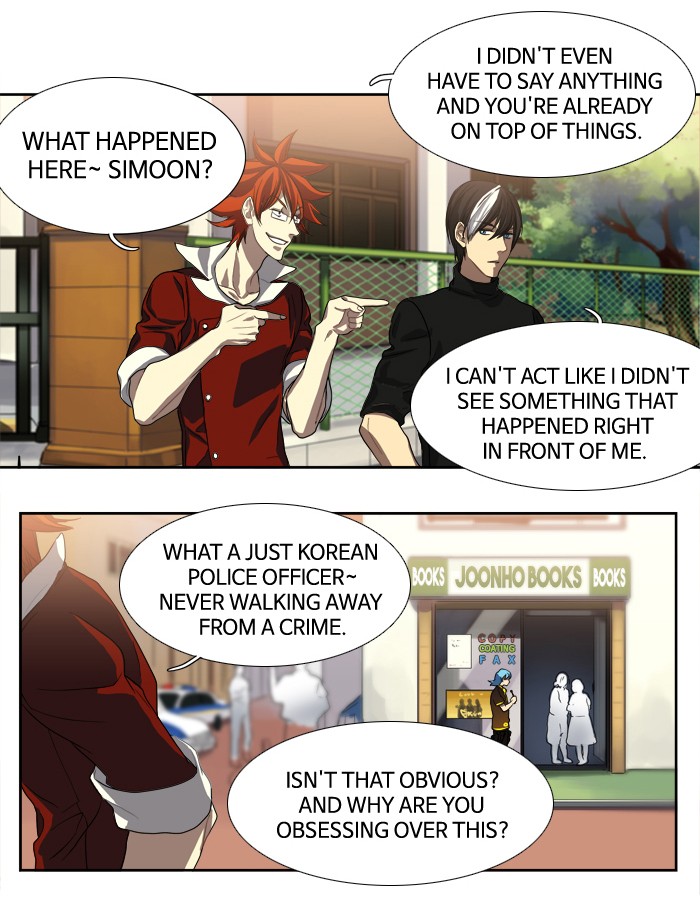 I DIDN'T EVEN
HAVE TO SAY ANYTHING
AND YOU'RE ALREADY
ON TOP OF THINGS.
WHAT HAPPENED
HERE~ SIMOON?
I CAN'T ACT LIKE I DIDN'T
SEE SOMETHING THAT
HAPPENED RIGHT
IN FRONT OF ME.
WHAT A JUST KOREAN
POLICE OFFICER~
NEVER WALKING AWAY
FROM A CRIME.
BOOKS JOONHO BOOKS BOOKS
COPY
COATING
FAX
ISN'T THAT OBVIOUS?
AND WHY ARE YOU
OBSESSING OVER THIS?